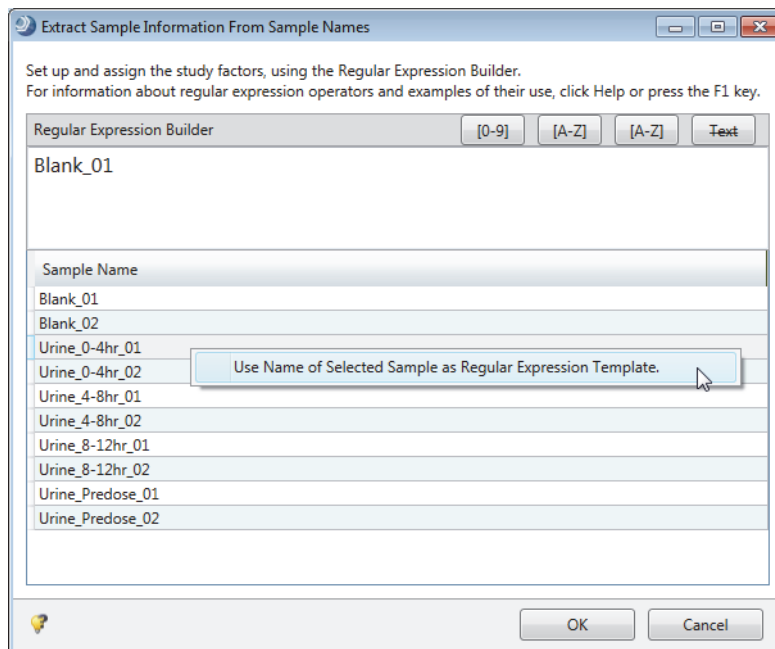 Extract Sample Information From Sample Names
Set up and assign the study factors, using the Regular Expression Builder.
For information about regular expression operators and examples of their use, click Help or press the F1 key.
Regular Expression Builder [0-9] [A-Z] [A-Z] Text
Blank_01
Sample Name
Blank_01
Blank_02
Urine_0-4hr_01
Use Name of Selected Sample as Regular Expression Template.
Urine_0-4hr_02
Urine_4-8hr_01
Urine_4-8hr_02
Urine_8-12hr_01
Urine_8-12hr_02
Urine_Predose_01
Urine_Predose_02
OK Cancel